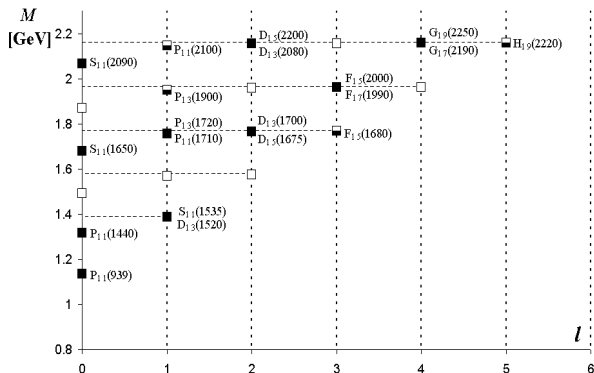 M
[GeV]
2.2
2
1.8
1.6
1.4
1.2
1
0.8
S₁₁(2090)
P₁₁(2100)
D₁₅(2200)
D₁₃(2080)
G₁₉(2250)
G₁₇(2190)
H₁₉(2220)
P₁₃(1900)
F₁₅(2000)
F₁₇(1990)
S₁₁(1650)
P₁₃(1720)
P₁₁(1710)
D₁₃(1700)
D₁₅(1675)
F₁₅(1680)
P₁₁(1440)
S₁₁(1535)
D₁₃(1520)
P₁₁(939)
l
0 1 2 3 4 5 6